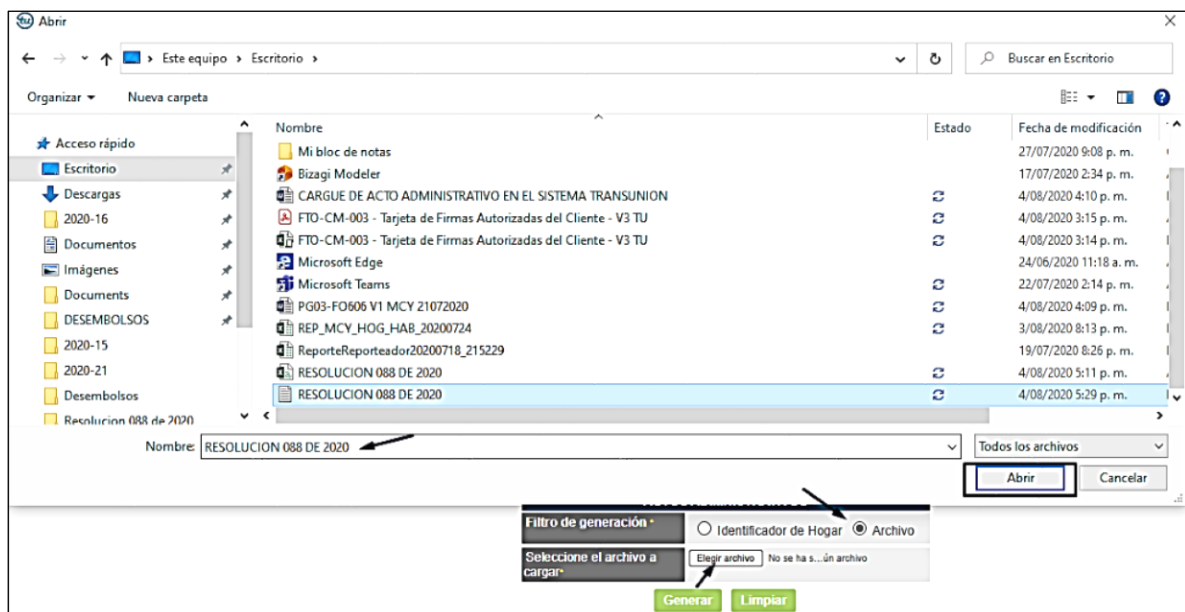 Abrir
Este equipo > Escritorio >
Buscar en Escritorio
Organizar
Nueva carpeta
Nombre Estado Fecha de modificación
Acceso rápido
Escritorio
Descargas
2020-16
Documentos
Imágenes
Documents
DESEMBOLSOS
2020-15
2020-21
Desembolsos
Resolucion 088 de 2020
Mi bloc de notas 27/07/2020 9:08 p. m.
Bizagi Modeler 17/07/2020 2:34 p. m.
CARGUE DE ACTO ADMINISTRATIVO EN EL SISTEMA TRANSUNION 4/08/2020 4:10 p. m.
FTO-CM-003 - Tarjeta de Firmas Autorizadas del Cliente - V3 TU 4/08/2020 3:15 p. m.
FTO-CM-003 - Tarjeta de Firmas Autorizadas del Cliente - V3 TU 4/08/2020 3:14 p. m.
Microsoft Edge 24/06/2020 11:18 a. m.
Microsoft Teams 22/07/2020 2:14 p. m.
PG03-FO606 V1 MCY 21072020 4/08/2020 4:09 p. m.
REP_MCY_HOG_HAB_20200724 3/08/2020 8:13 p. m.
ReporteReporteador20200718_215229 19/07/2020 8:26 p. m.
RESOLUCION 088 DE 2020 4/08/2020 5:11 p. m.
RESOLUCION 088 DE 2020 4/08/2020 5:29 p. m.
Nombre: RESOLUCION 088 DE 2020
Todos los archivos
Abrir
Cancelar
Filtro de generación *
Identificador de Hogar
Archivo
Seleccione el archivo a
cargar*
Elegir archivo No se ha s...ún archivo
Generar
Limpiar